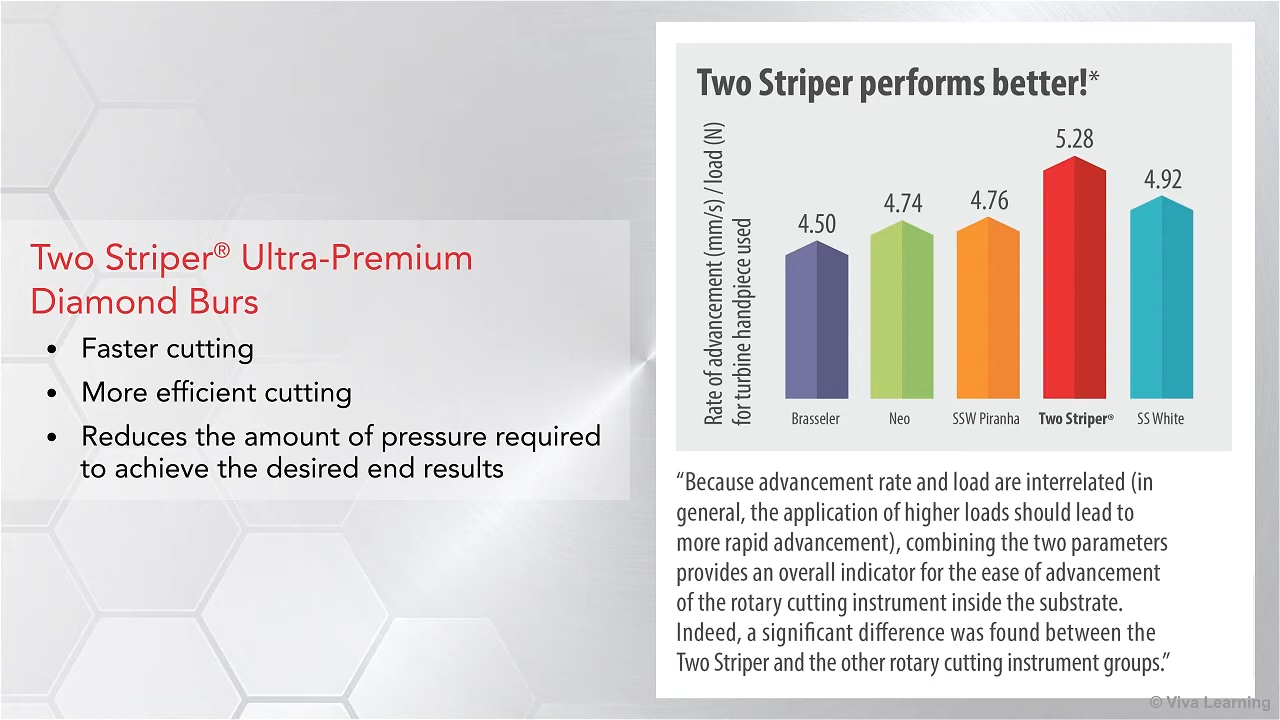 Two Striper® Ultra-Premium
Diamond Burs
• Faster cutting
• More efficient cutting
• Reduces the amount of pressure required
to achieve the desired end results
Two Striper performs better!*
Rate of advancement (mm/s) / load (N)
for turbine handpiece used
4.50
4.74
4.76
5.28
4.92
Brasseler
Neo
SSW Piranha
Two Striper®
SS White
“Because advancement rate and load are interrelated (in
general, the application of higher loads should lead to
more rapid advancement), combining the two parameters
provides an overall indicator for the ease of advancement
of the rotary cutting instrument inside the substrate.
Indeed, a significant difference was found between the
Two Striper and the other rotary cutting instrument groups.”
© Viva Learning